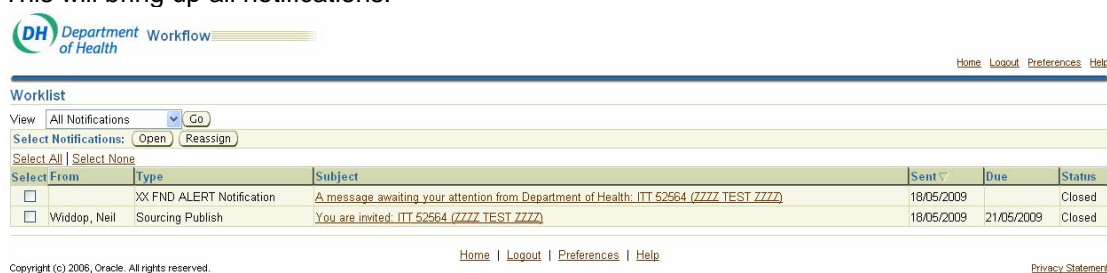 This will bring up all notifications.
DH Department of Health Workflow
Home Logout Preferences Help
Worklist
View All Notifications Go
Select Notifications: Open Reassign
Select All | Select None
Select From Type Subject Sent Due Status
XX FND ALERT Notification A message awaiting your attention from Department of Health: ITT 52564 (ZZZZ TEST ZZZZ) 18/05/2009 Closed
Widdop, Neil Sourcing Publish You are invited: ITT 52564 (ZZZZ TEST ZZZZ) 18/05/2009 21/05/2009 Closed
Home | Logout | Preferences | Help
Copyright (c) 2006, Oracle. All rights reserved. Privacy Statement